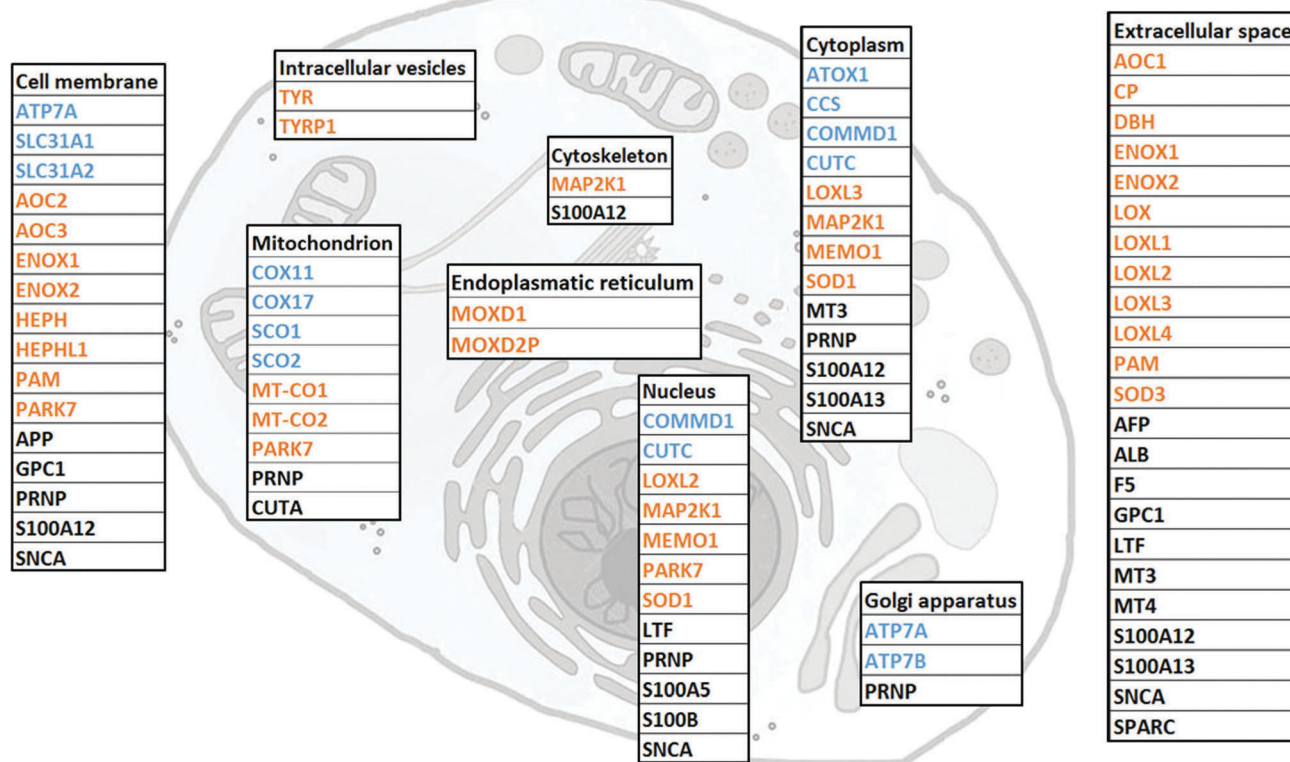 Cell membrane
ATP7A
SLC31A1
SLC31A2
AOC2
AOC3
ENOX1
ENOX2
HEPH
HEPHL1
PAM
PARK7
APP
GPC1
PRNP
S100A12
SNCA
Intracellular vesicles
TYR
TYRP1
Mitochondrion
COX11
COX17
SCO1
SCO2
MT-CO1
MT-CO2
PARK7
PRNP
CUTA
Cytoskeleton
MAP2K1
S100A12
Endoplasmatic reticulum
MOXD1
MOXD2P
Nucleus
COMMD1
CUTC
LOXL2
MAP2K1
MEMO1
PARK7
SOD1
LTF
PRNP
S100A5
S100B
SNCA
Cytoplasm
ATOX1
CCS
COMMD1
CUTC
LOXL3
MAP2K1
MEMO1
SOD1
MT3
PRNP
S100A12
S100A13
SNCA
Golgi apparatus
ATP7A
ATP7B
PRNP
Extracellular space
AOC1
CP
DBH
ENOX1
ENOX2
LOX
LOXL1
LOXL2
LOXL3
LOXL4
PAM
SOD3
AFP
ALB
F5
GPC1
LTF
MT3
MT4
S100A12
S100A13
SNCA
SPARC